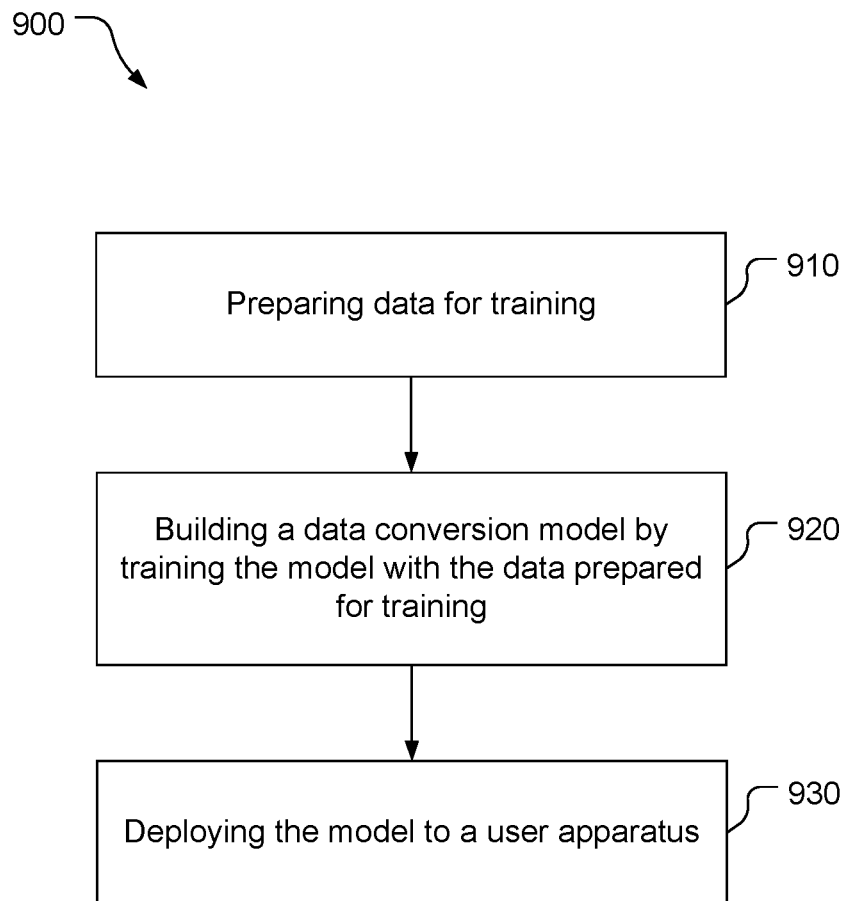 900
Preparing data for training
910
Building a data conversion model by
training the model with the data prepared
for training
920
Deploying the model to a user apparatus
930